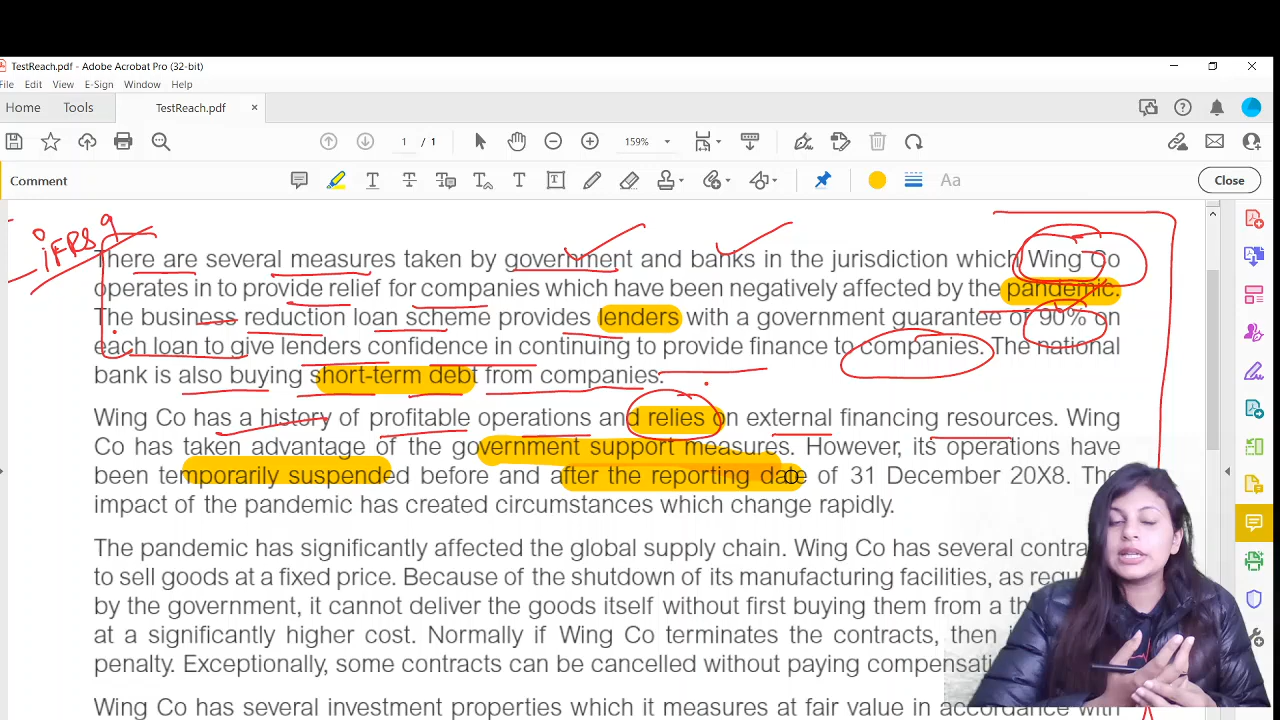 TestReach.pdf - Adobe Acrobat Pro (32-bit)
File Edit View E-Sign Window Help
Home Tools TestReach.pdf ×
1 / 1 159%
Comment Aa Close
iFRS 9
There are several measures taken by government and banks in the jurisdiction which Wing Co
operates in to provide relief for companies which have been negatively affected by the pandemic.
The business reduction loan scheme provides lenders with a government guarantee of 90% on
each loan to give lenders confidence in continuing to provide finance to companies. The national
bank is also buying short-term debt from companies.
Wing Co has a history of profitable operations and relies on external financing resources. Wing
Co has taken advantage of the government support measures. However, its operations have
been temporarily suspended before and after the reporting date of 31 December 20X8. The
impact of the pandemic has created circumstances which change rapidly.
The pandemic has significantly affected the global supply chain. Wing Co has several
to sell goods at a fixed price. Because of the shutdown of its manufacturing facilities, as
by the government, it cannot deliver the goods itself without first buying them from a
at a significantly higher cost. Normally if Wing Co terminates the contracts, then
penalty. Exceptionally, some contracts can be cancelled without paying
Wing Co has several investment properties which it measures at fair value in accordance with